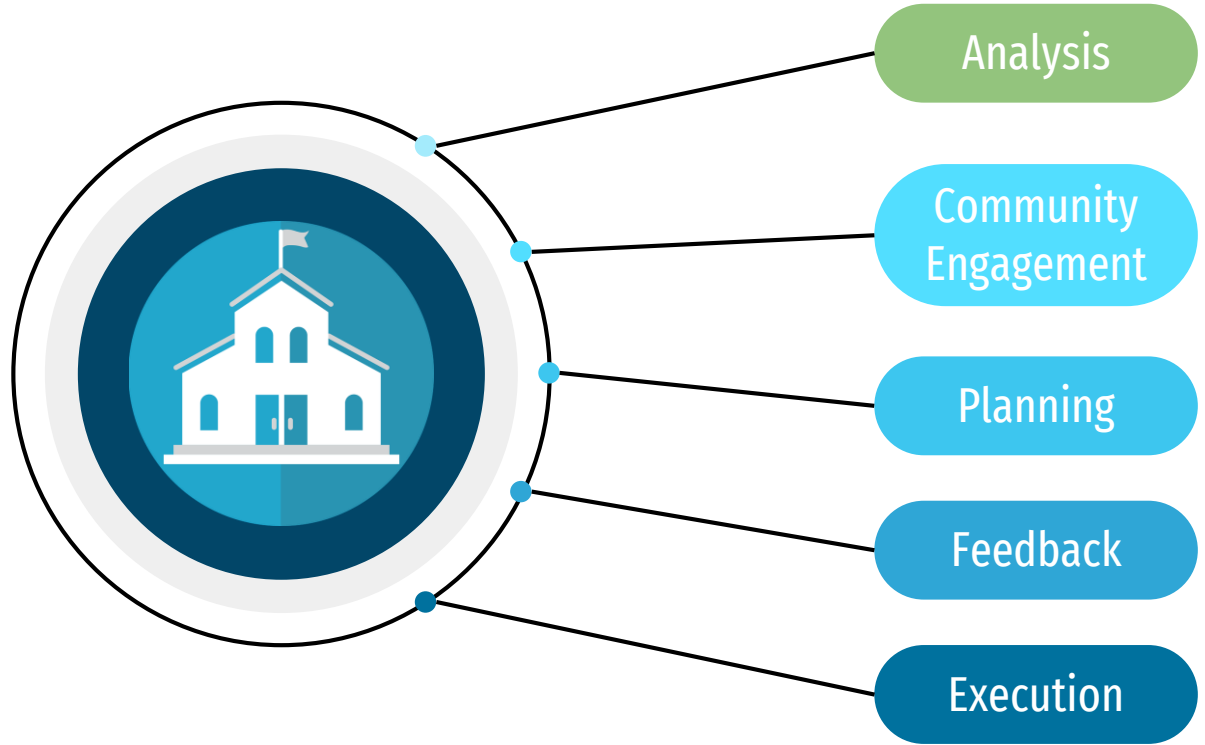 Analysis
Community
Engagement
Planning
Feedback
Execution